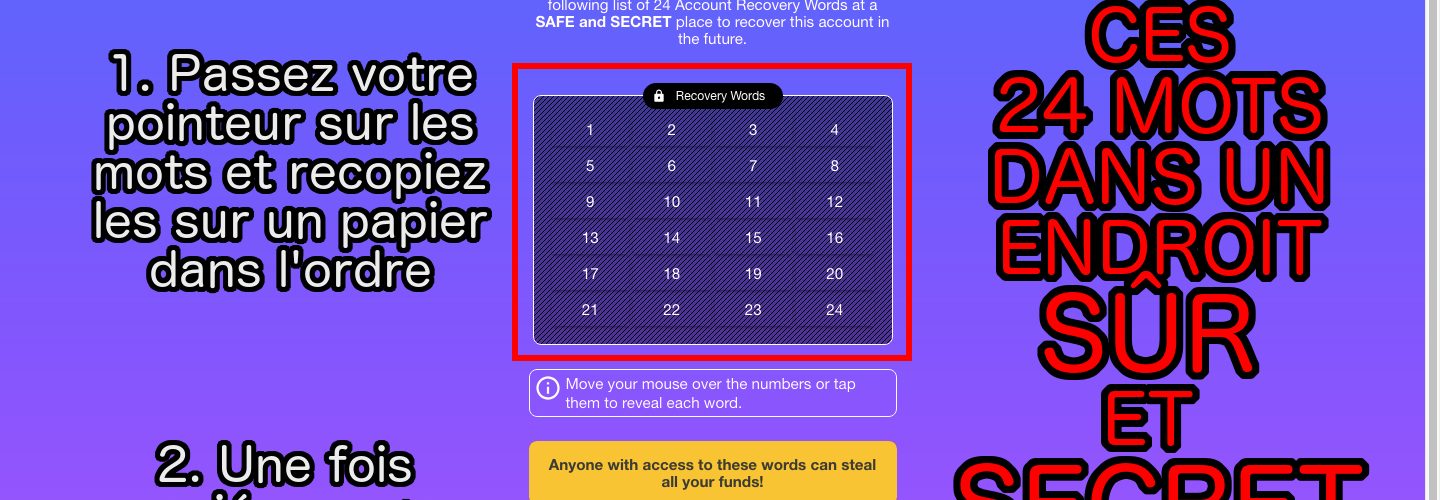 following list of 24 Account Recovery Words at a
SAFE and SECRET place to recover this account in
the future.
1. Passez votre
pointeur sur les
mots et recopiez
les sur un papier
dans l'ordre
2. Une fois
Recovery Words
1 2 3 4
5 6 7 8
9 10 11 12
13 14 15 16
17 18 19 20
21 22 23 24
Move your mouse over the numbers or tap
them to reveal each word.
Anyone with access to these words can steal
all your funds!
CES
24 MOTS
DANS UN
ENDROIT
SÛR
ET
SECRET